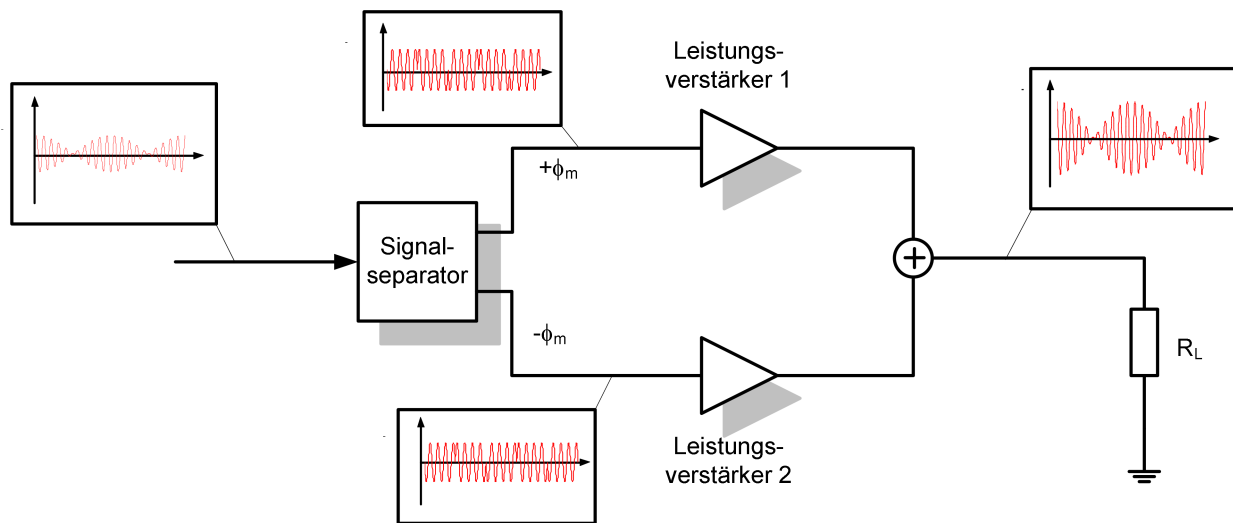 Leistungs-
verstärker 1
+ϕm
Signal-
separator
-ϕm
RL
Leistungs-
verstärker 2